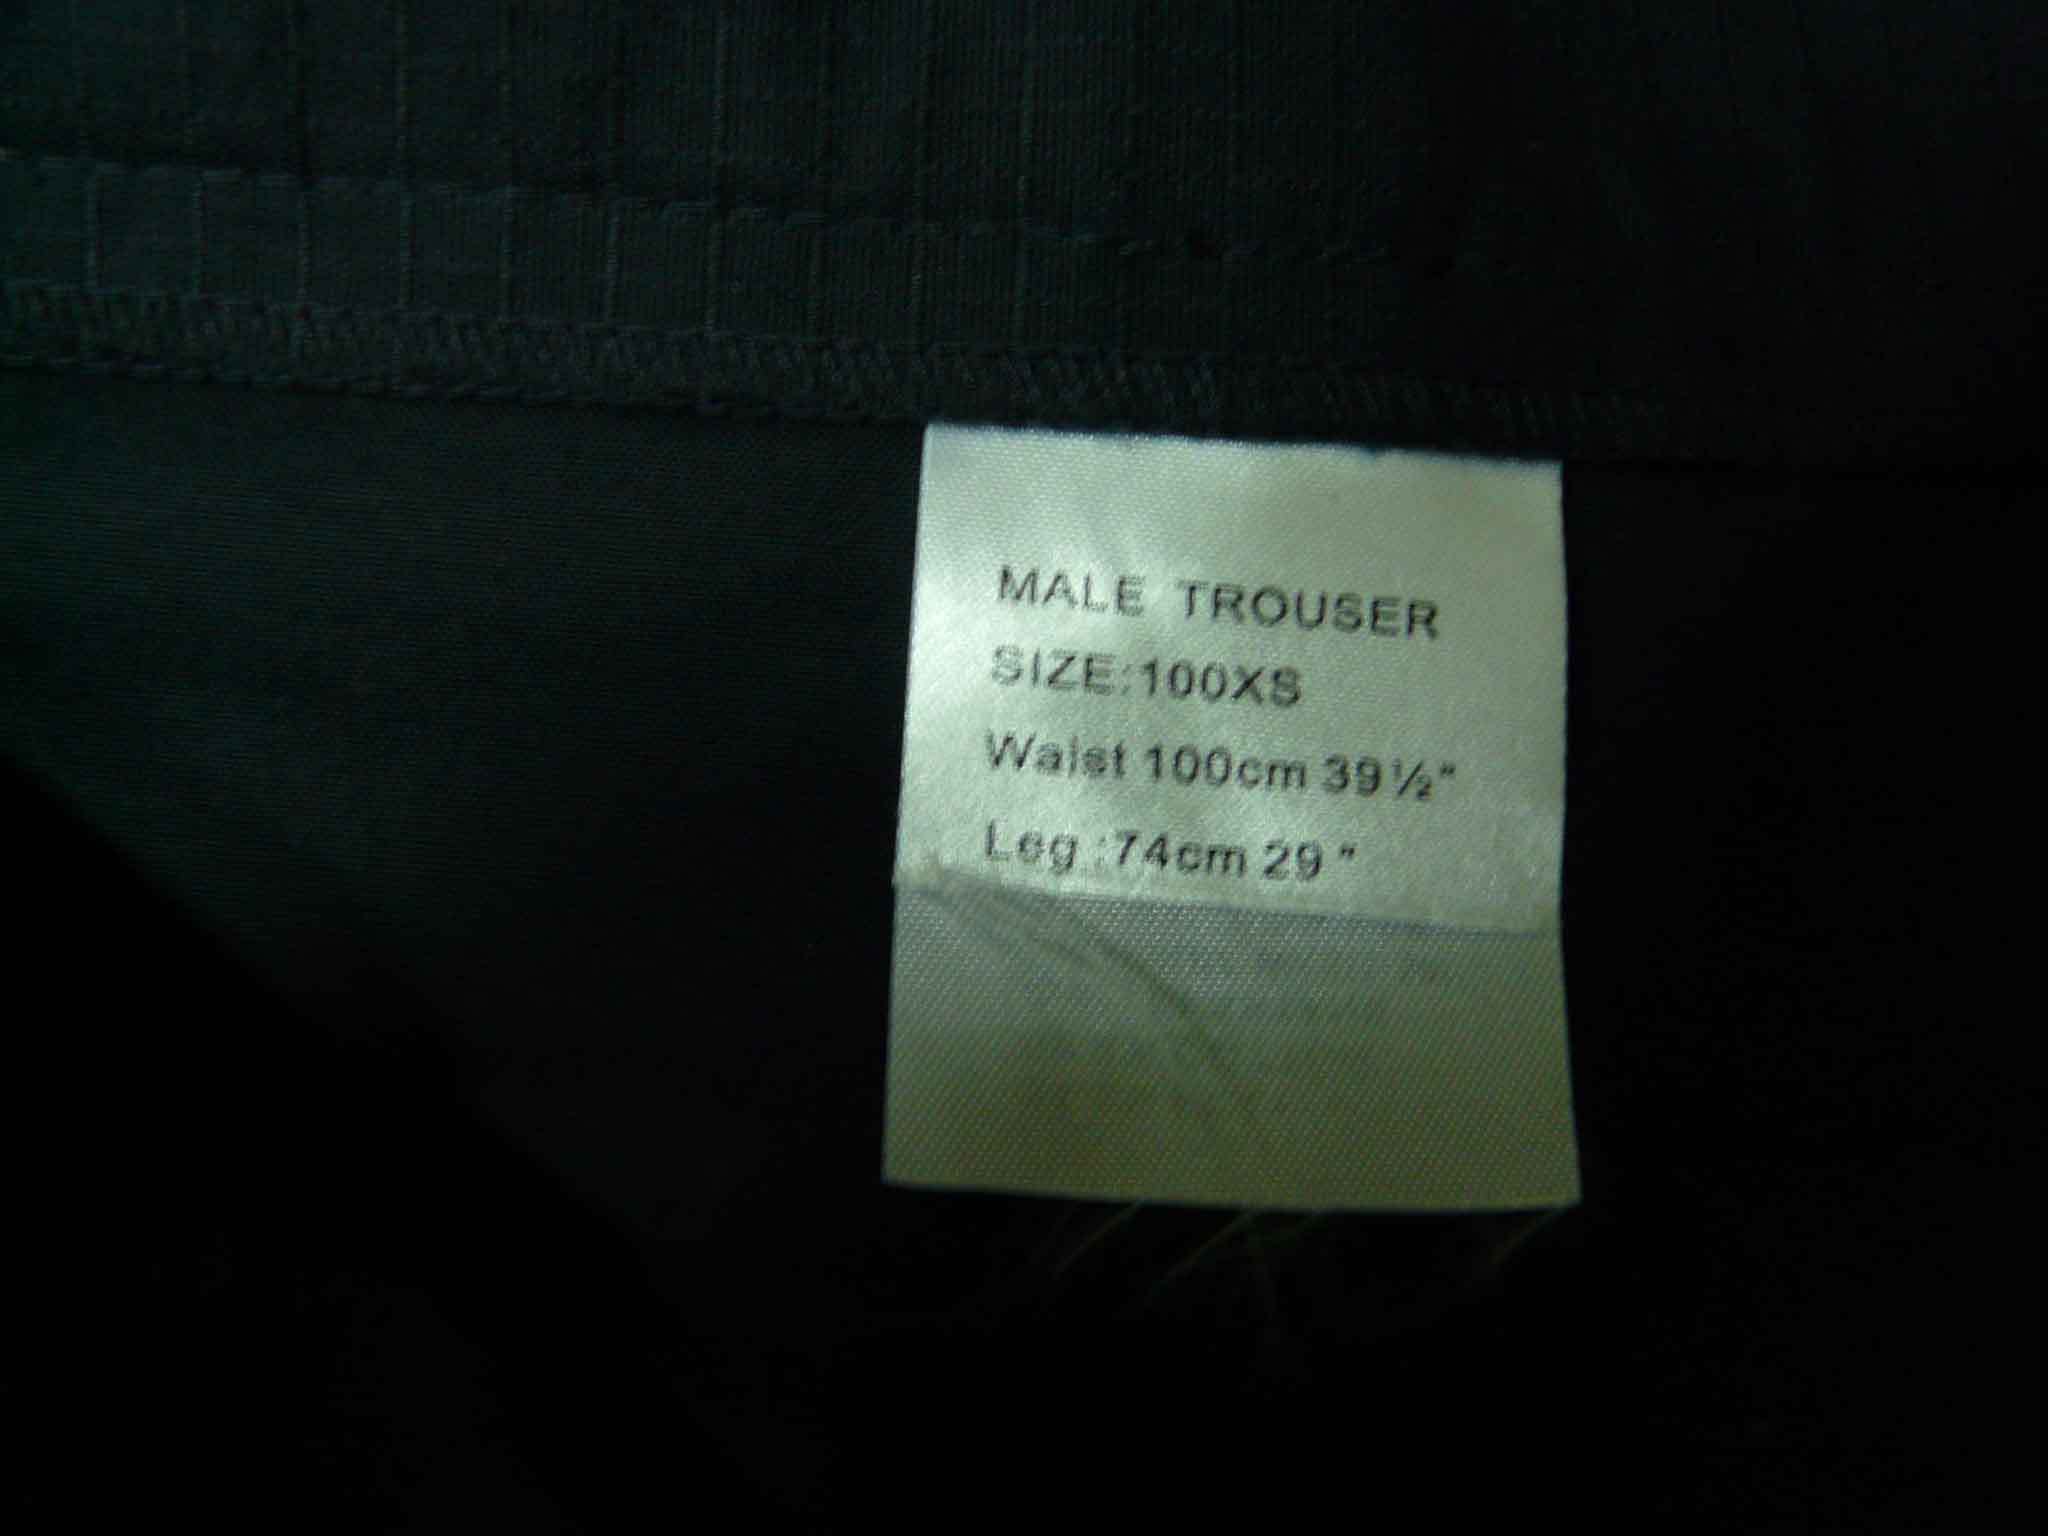 MALE TROUSER
SIZE:100XS
Waist 100cm 39½"
Leg :74cm 29"